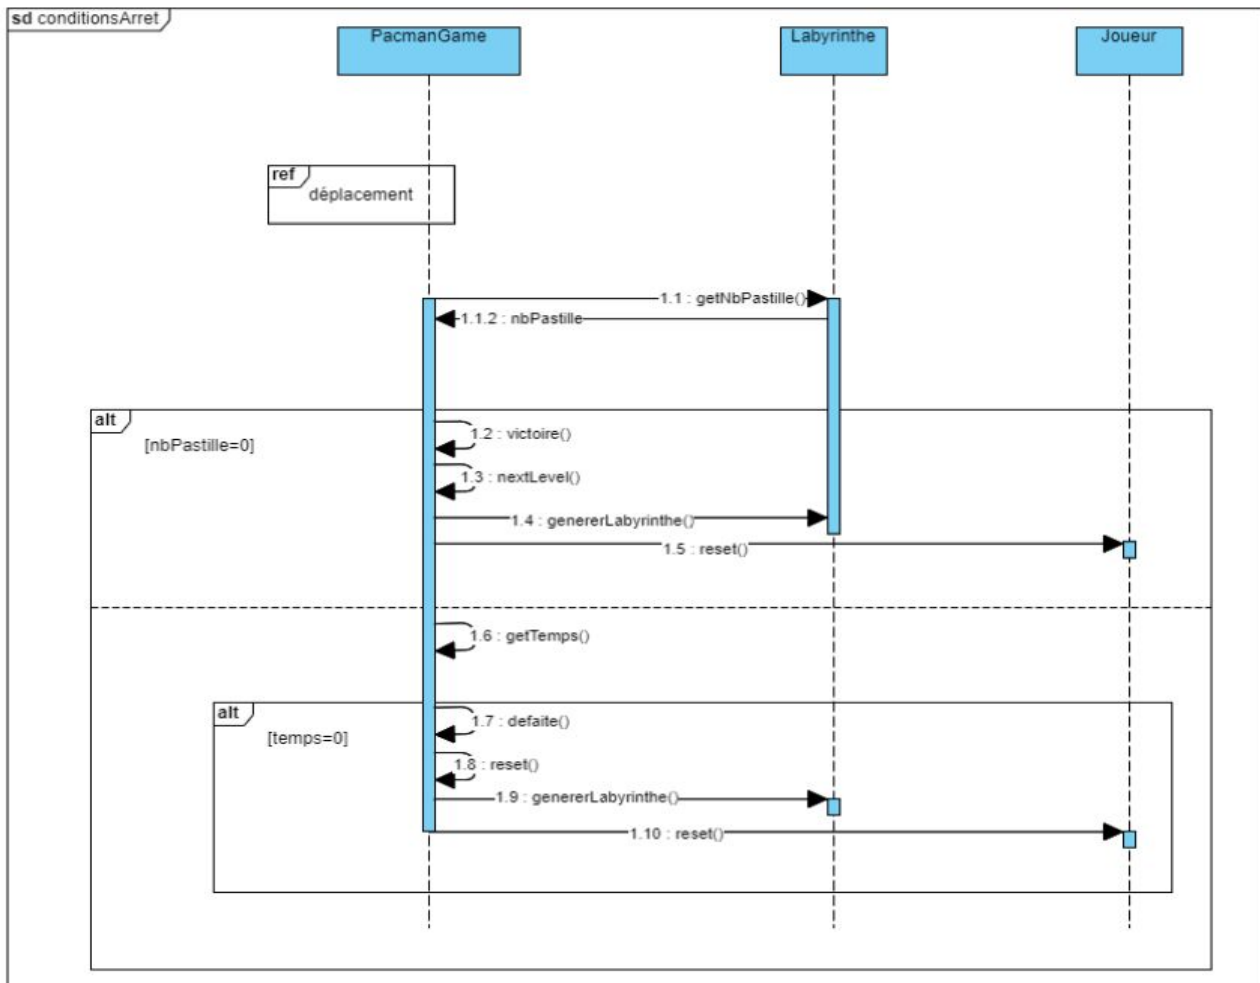 sd conditionsArret
PacmanGame
Labyrinthe
Joueur
ref
déplacement
1.1 : getNbPastille()
1.1.2 : nbPastille
alt
[nbPastille=0]
1.2 : victoire()
1.3 : nextLevel()
1.4 : genererLabyrinthe()
1.5 : reset()
1.6 : getTemps()
alt
[temps=0]
1.7 : defaite()
1.8 : reset()
1.9 : genererLabyrinthe()
1.10 : reset()